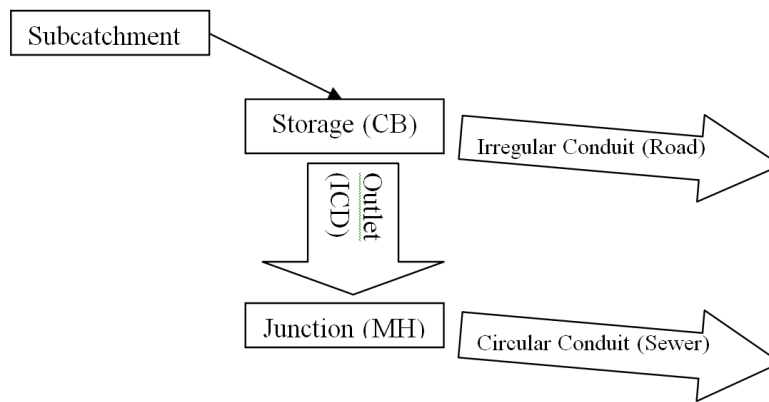 Subcatchment
Storage (CB)
Irregular Conduit (Road)
Outlet
(ICD)
Junction (MH)
Circular Conduit (Sewer)